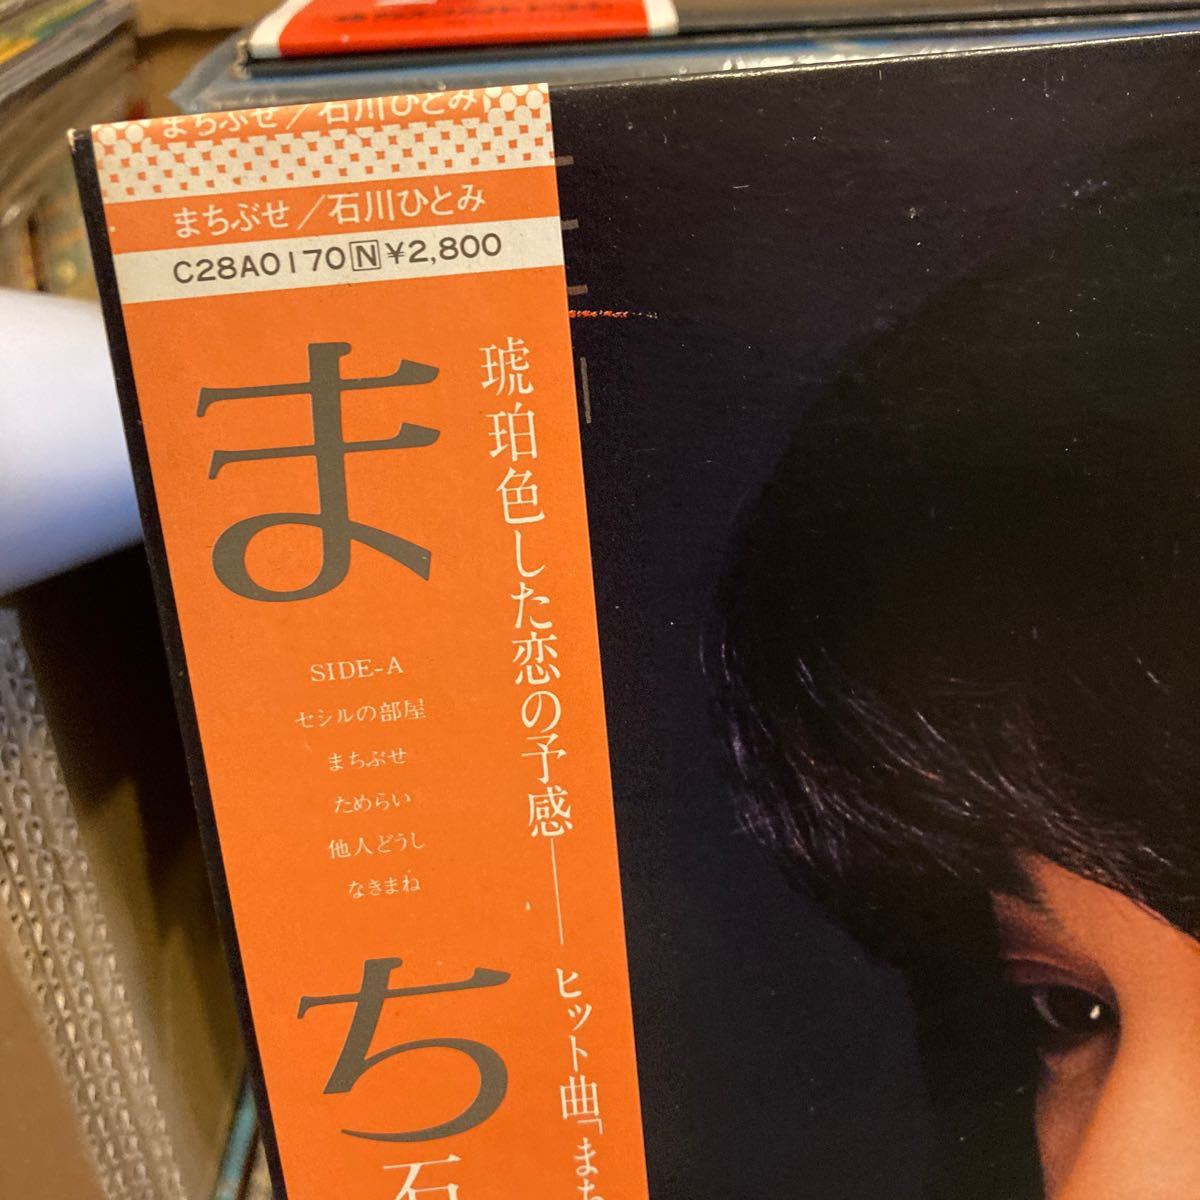 まちぶせ/石川ひとみ
まちぶせ/石川ひとみ
C28A0170 N ¥2,800
琥珀色した恋の予感――ヒット曲「まち
ま
SIDE-A
セシルの部屋
まちぶせ
ためらい
他人どうし
なきまね
ち
石